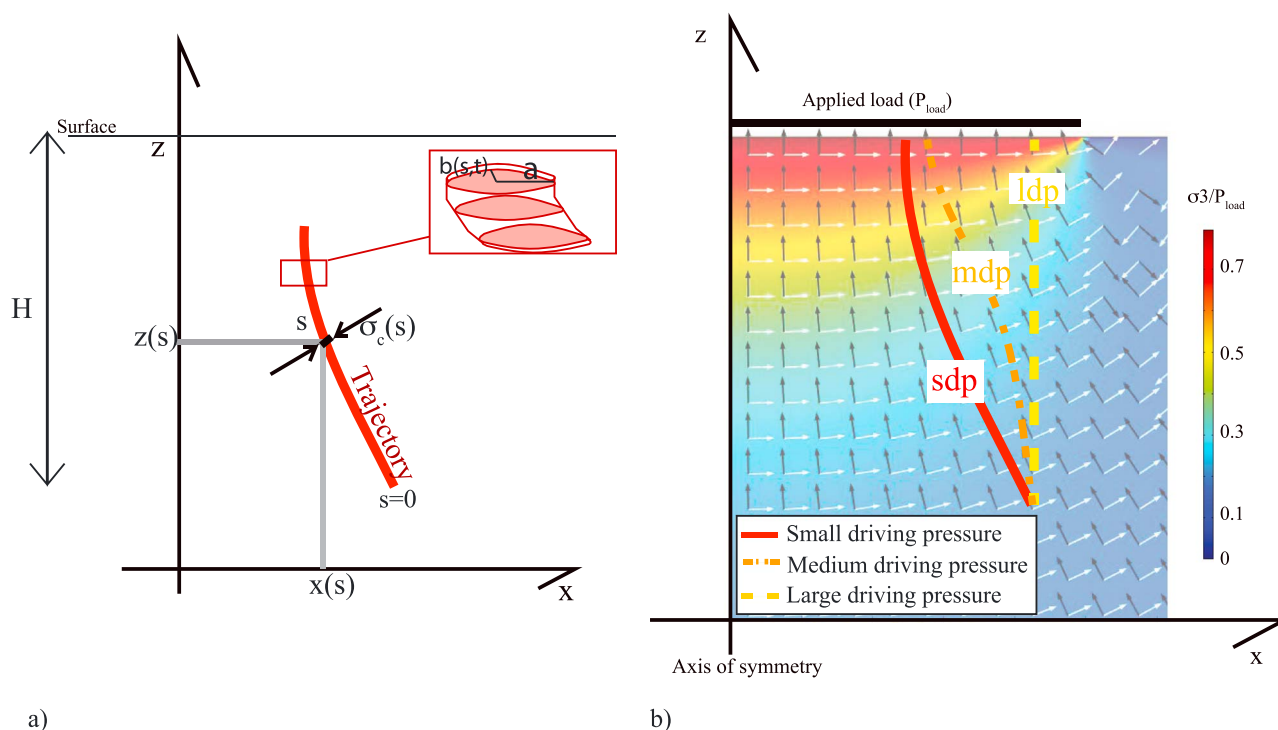 Surface
z
b(s,t)
a
H
s
σc(s)
z(s)
Trajectory
s=0
x(s)
x
a)
z
Applied load (Pload)
ldp
mdp
sdp
σ3/Pload
0.7
0.5
0.3
0.1
0
Small driving pressure
Medium driving pressure
Large driving pressure
x
Axis of symmetry
b)